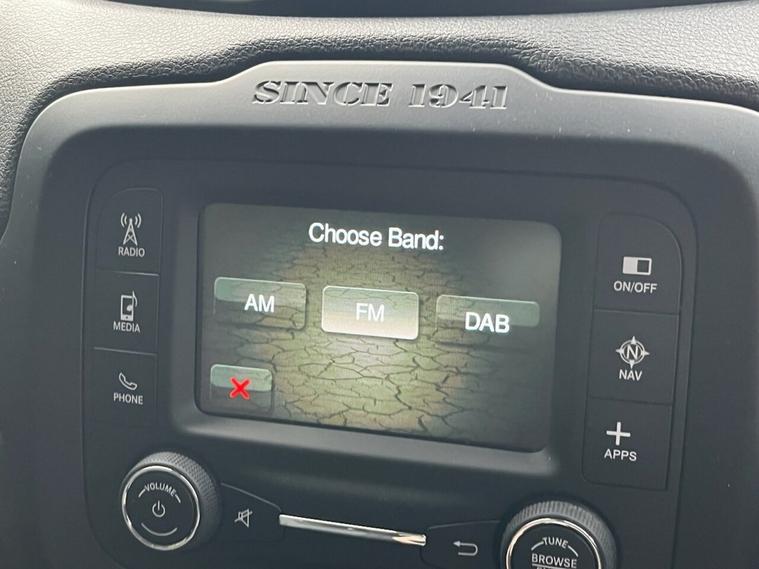 SINCE 1941
RADIO
MEDIA
PHONE
Choose Band:
AM
FM
DAB
ON/OFF
NAV
APPS
VOLUME
TUNE
BROWSE